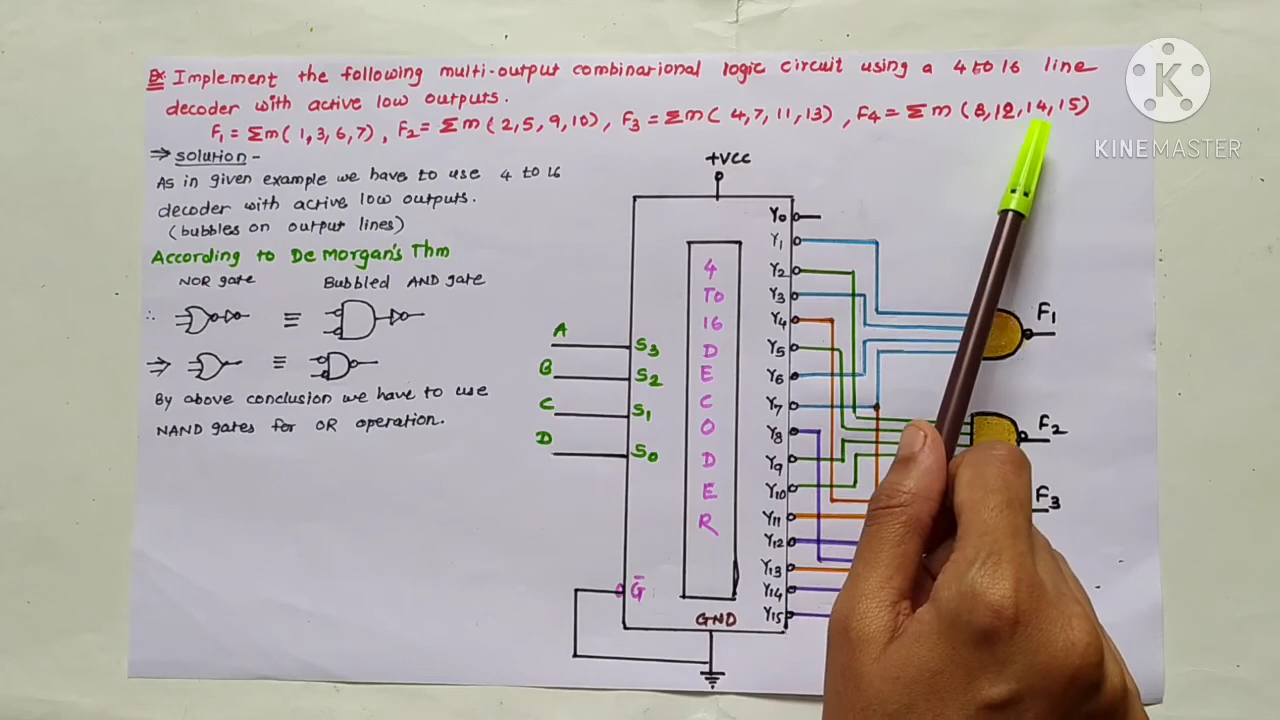 Ex Implement the following multi-output combinarional logic circuit using a 4 to 16 line
decoder with active low outputs.
F1 = Σm( 1,3,6,7) , F2= Σm ( 2,5,9,10) , F3 = Σm( 4,7,11,13) , F4 = Σm (8,12,14,15)
⇒ solution -
As in given example we have to use 4 to 16
decoder with active low outputs.
(bubbles on output lines)
According to De Morgan's Thm
NOR gate Bubbled AND gate
∴ ≡
⇒ ≡
By above conclusion we have to use
NAND gates for OR operation.
+VCC
4
TO
16
D
E
C
O
D
E
R
A S3
B S2
C S1
D S0
G̅
GND
Y0
Y1
Y2
Y3
Y4
Y5
Y6
Y7
Y8
Y9
Y10
Y11
Y12
Y13
Y14
Y15
F1
F2
F3
K
KINEMASTER